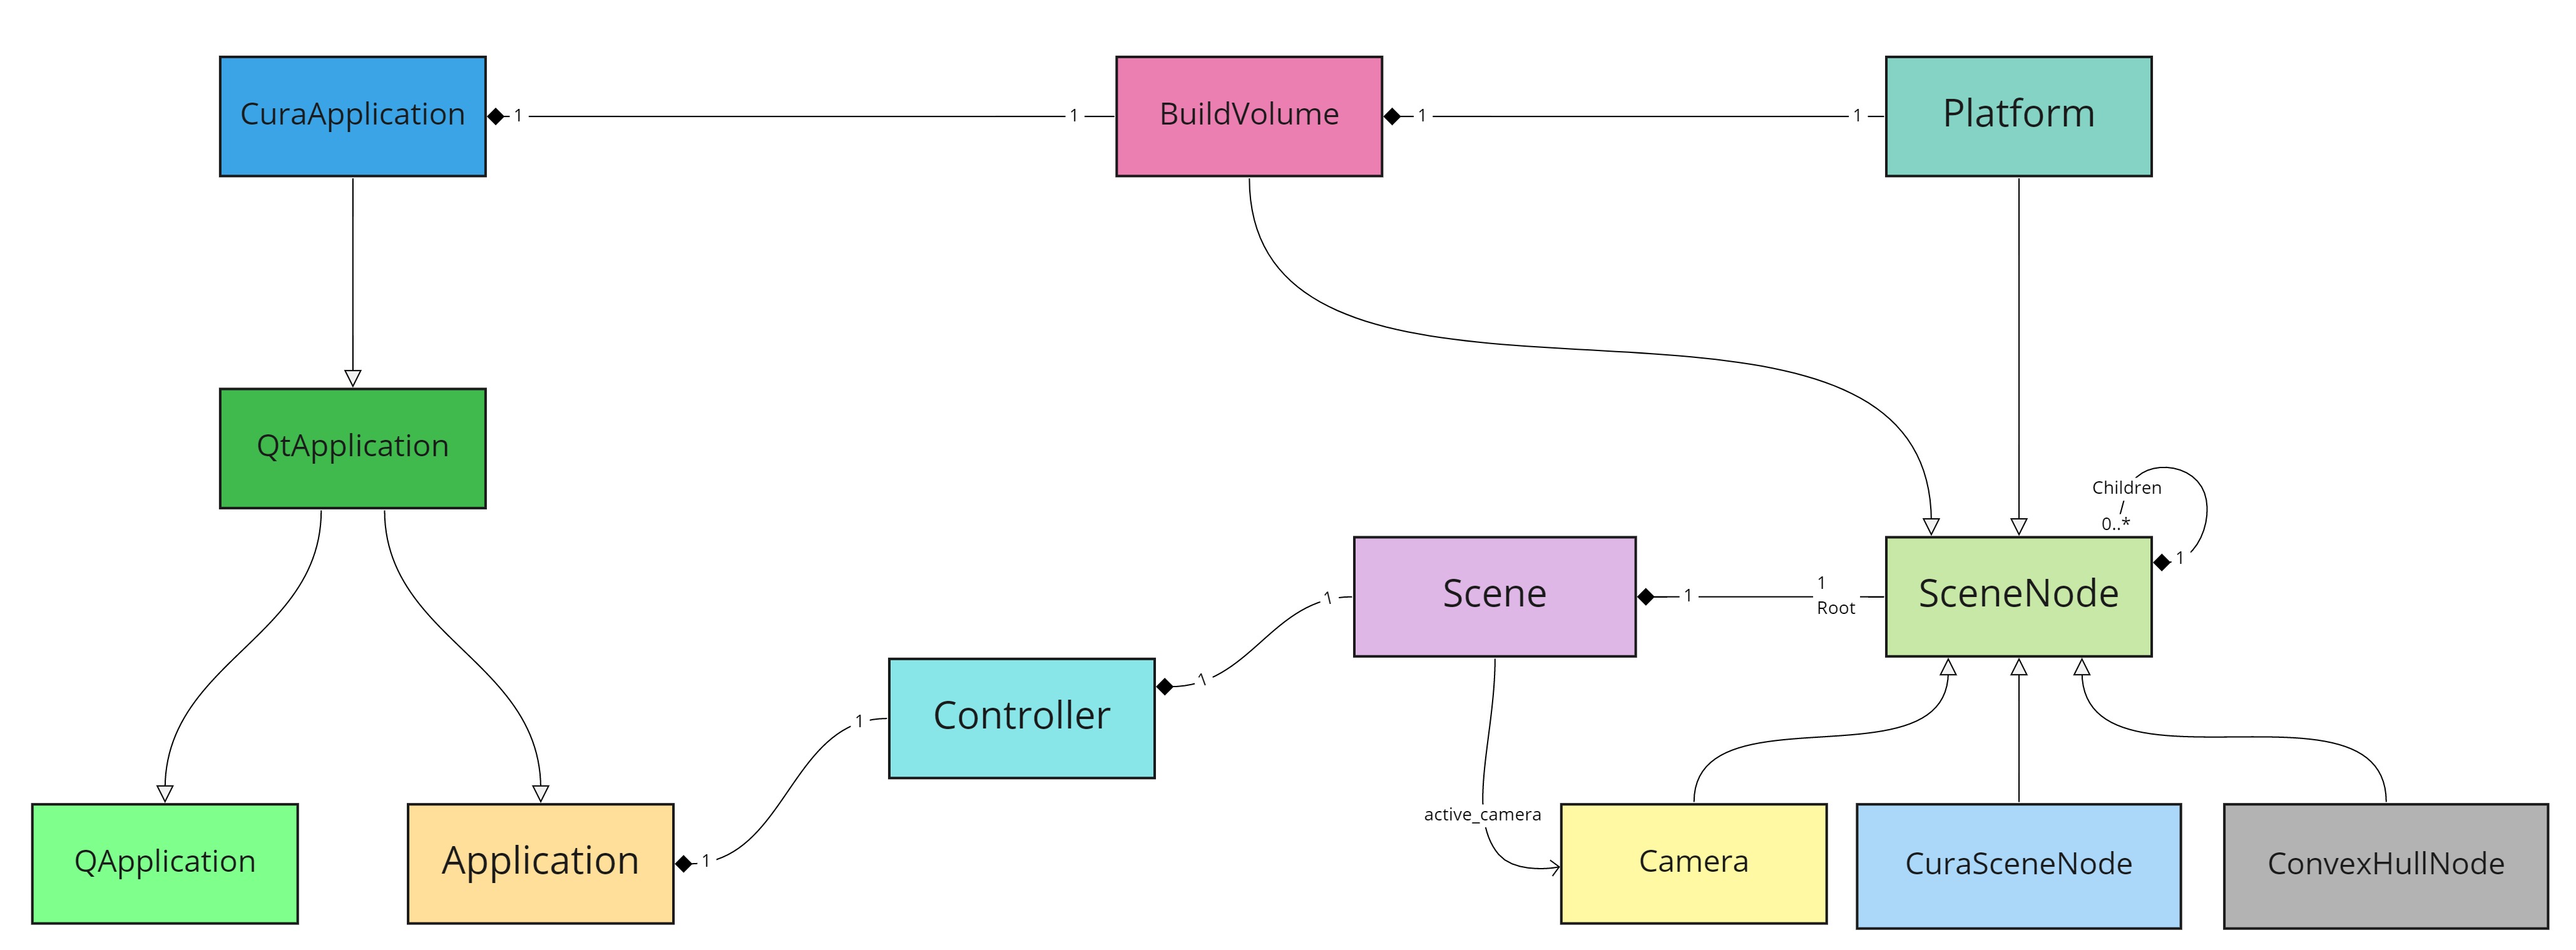 CuraApplication
1
1
BuildVolume
1
1
Platform
QtApplication
Children
0..*
1
Scene
1
1
Root
SceneNode
1
1
Controller
1
1
active_camera
QApplication
Application
Camera
CuraSceneNode
ConvexHullNode